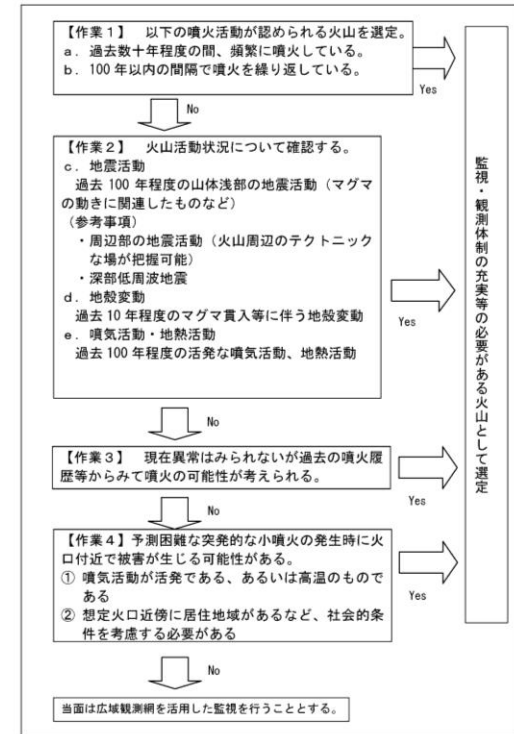 【作業1】 以下の噴火活動が認められる火山を選定。
a．過去数十年程度の間、頻繁に噴火している。
b．100年以内の間隔で噴火を繰り返している。
Yes
No
【作業2】 火山活動状況について確認する。
c．地震活動
過去100年程度の山体浅部の地震活動（マグマ
の動きに関連したものなど）
（参考事項）
・周辺部の地震活動（火山周辺のテクトニック
な場が把握可能）
・深部低周波地震
d．地殻変動
過去10年程度のマグマ貫入等に伴う地殻変動
e．噴気活動・地熱活動
過去100年程度の活発な噴気活動、地熱活動
Yes
No
【作業3】 現在異常はみられないが過去の噴火履
歴等からみて噴火の可能性が考えられる。
Yes
No
【作業4】予測困難な突発的な小噴火の発生時に火
口付近で被害が生じる可能性がある。
① 噴気活動が活発である、あるいは高温のもので
ある
② 想定火口近傍に居住地域があるなど、社会的条
件を考慮する必要がある
Yes
No
当面は広域観測網を活用した監視を行うこととする。
監視・観測体制の充実等の必要がある火山として選定